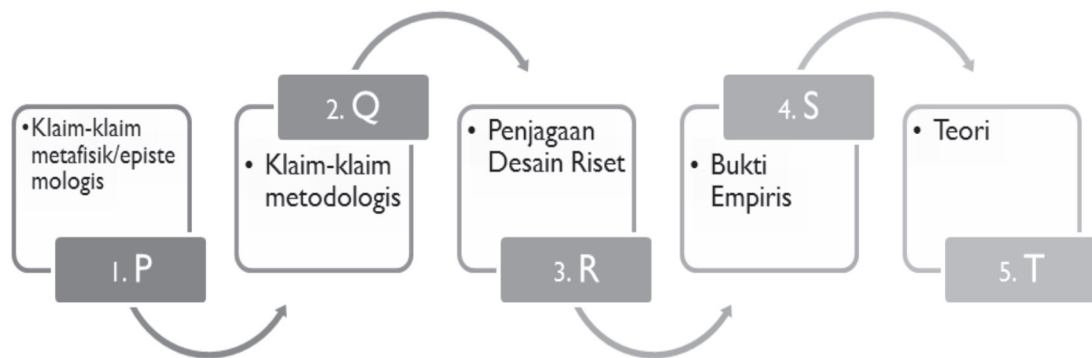 •Klaim-klaim
metafisik/episte
mologis
1. P
2. Q
• Klaim-klaim
metodologis
• Penjagaan
Desain Riset
3. R
4. S
• Bukti
Empiris
• Teori
5. T